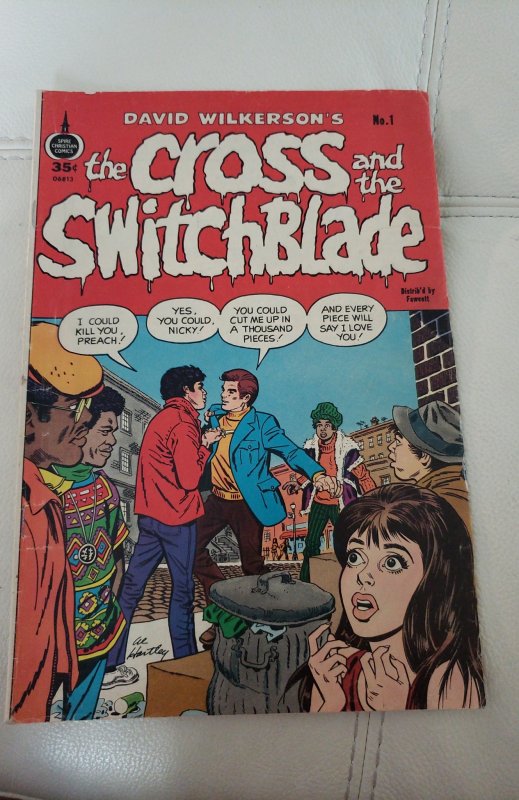 DAVID WILKERSON'S
No.1
SPIRE
CHRISTIAN
COMICS
35¢
06813
the CROSS and
the
SWITCHBLADE
Distrib'd by
Fawcett
I COULD
KILL YOU,
PREACH!
YES,
YOU COULD,
NICKY!
YOU COULD
CUT ME UP IN
A THOUSAND
PIECES!
AND EVERY
PIECE WILL
SAY I LOVE
YOU!
Al
Hartley